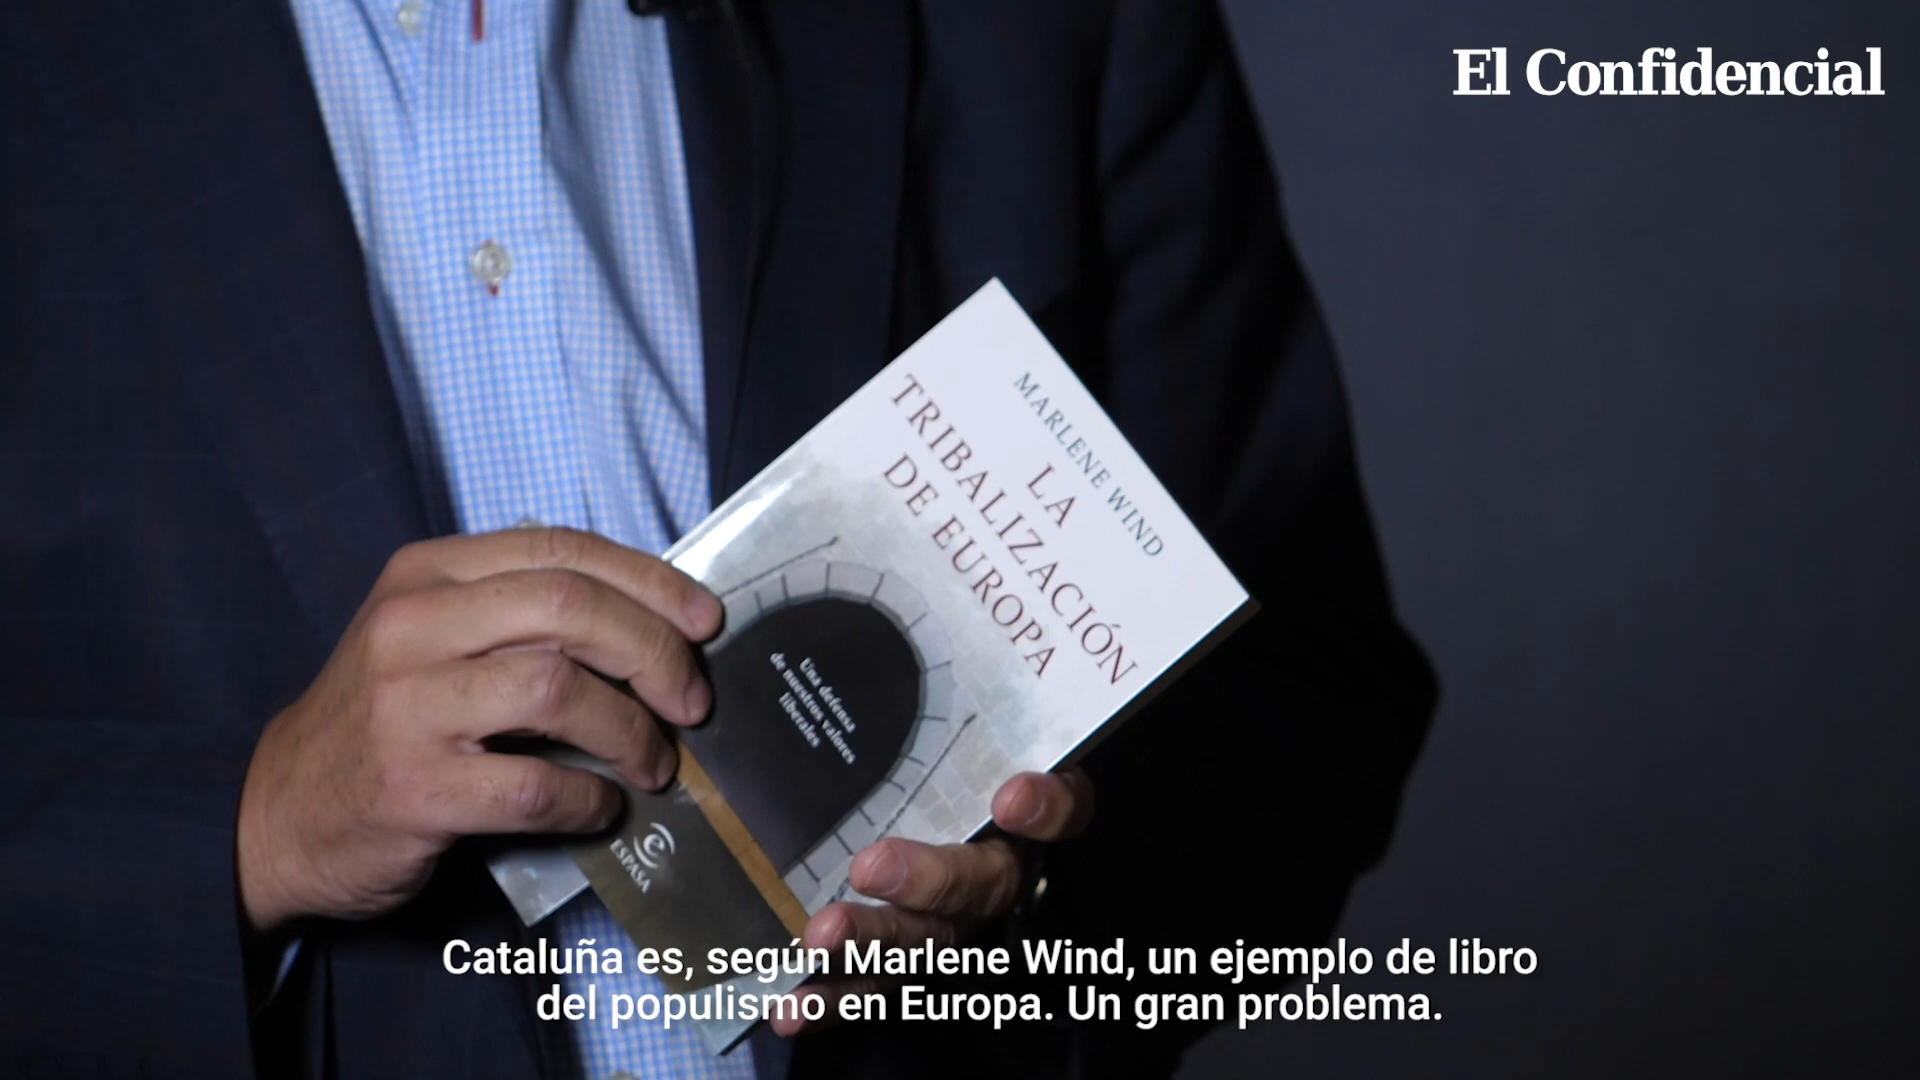 El Confidencial
MARLENE WIND
LA
TRIBALIZACIÓN
DE EUROPA
Una defensa
de nuestros valores
liberales
e
ESPASA
Cataluña es, según Marlene Wind, un ejemplo de libro
del populismo en Europa. Un gran problema.